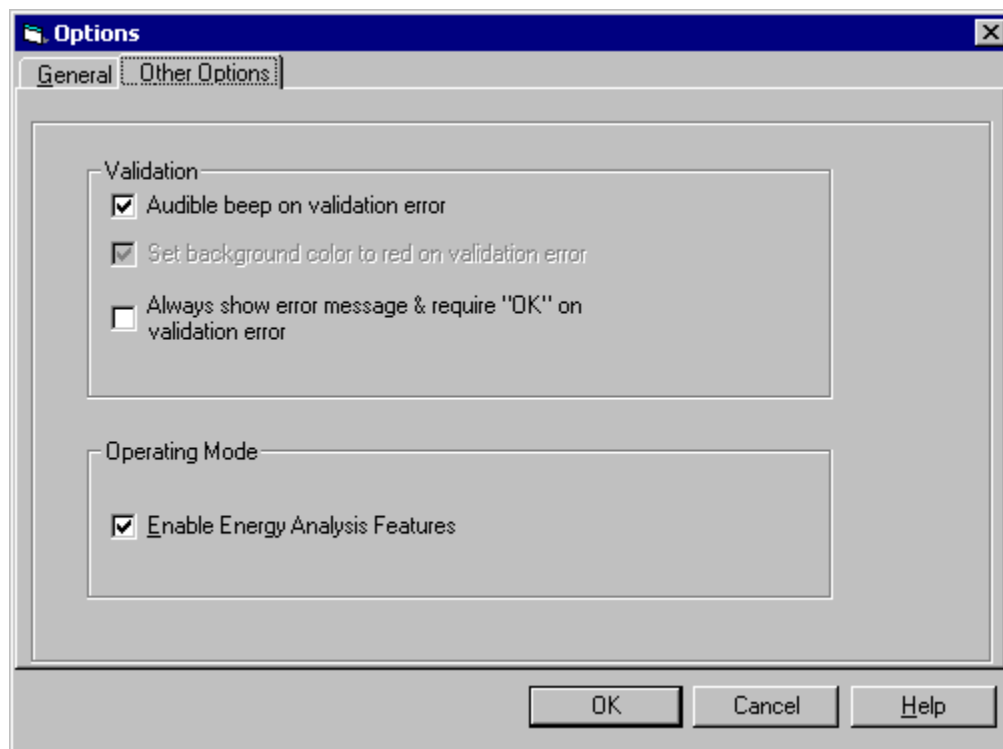 Options
General
Other Options
Validation
Audible beep on validation error
Set background color to red on validation error
Always show error message & require "OK" on
validation error
Operating Mode
Enable Energy Analysis Features
OK
Cancel
Help